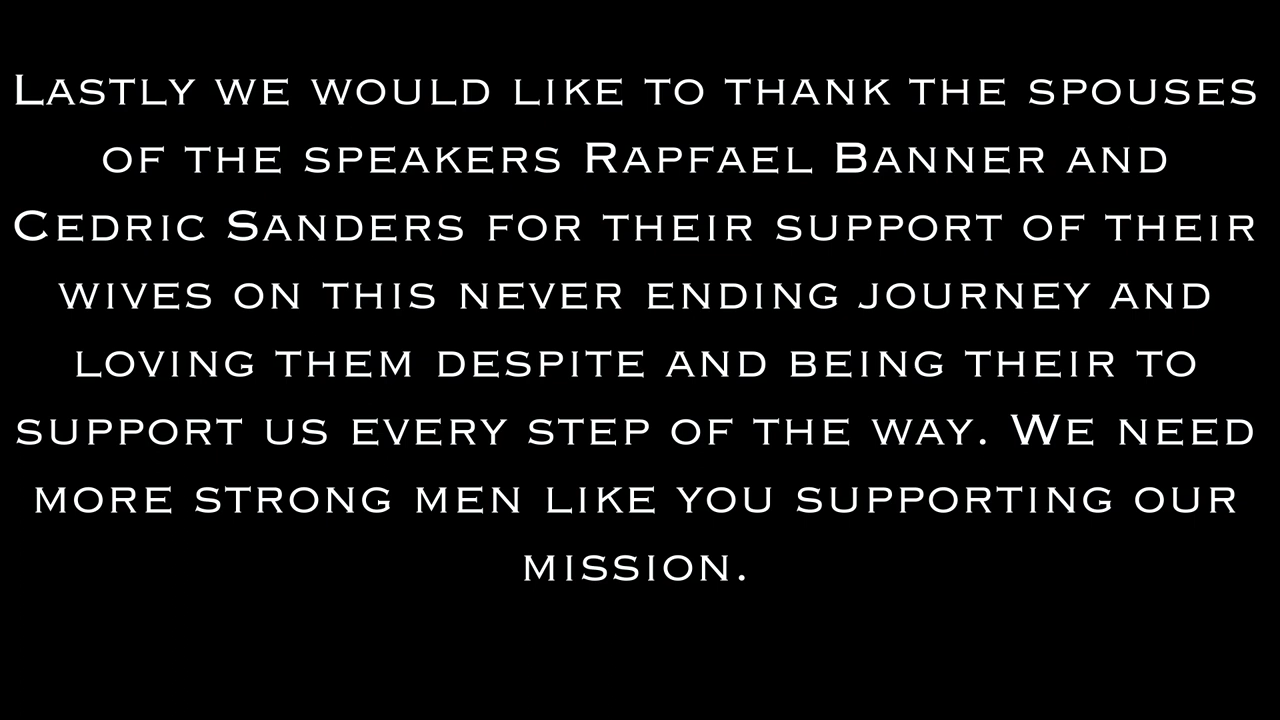 Lastly we would like to thank the spouses
of the speakers Rapfael Banner and
Cedric Sanders for their support of their
wives on this never ending journey and
loving them despite and being their to
support us every step of the way. We need
more strong men like you supporting our
mission.